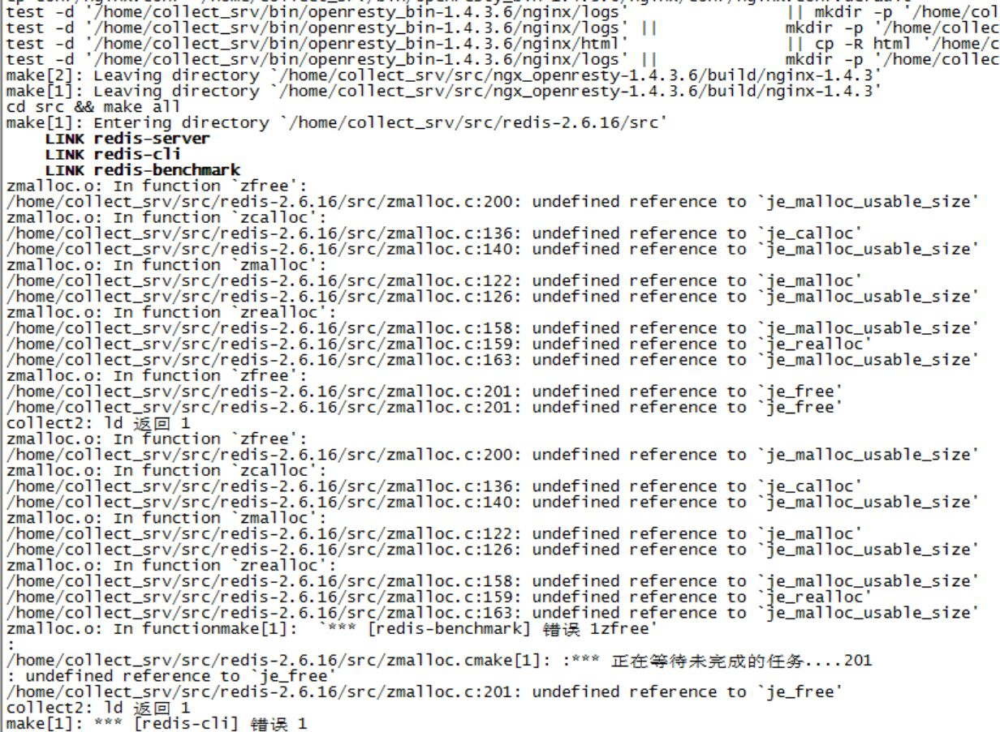 test -d '/home/collect_srv/bin/openresty_bin-1.4.3.6/nginx/logs' || mkdir -p '/home/col
test -d '/home/collect_srv/bin/openresty_bin-1.4.3.6/nginx/logs' || mkdir -p '/home/collec
test -d '/home/collect_srv/bin/openresty_bin-1.4.3.6/nginx/html' || cp -R html '/home/c
test -d '/home/collect_srv/bin/openresty_bin-1.4.3.6/nginx/logs' || mkdir -p '/home/collec
make[2]: Leaving directory `/home/collect_srv/src/ngx_openresty-1.4.3.6/build/nginx-1.4.3'
make[1]: Leaving directory `/home/collect_srv/src/ngx_openresty-1.4.3.6/build/nginx-1.4.3'
cd src && make all
make[1]: Entering directory `/home/collect_srv/src/redis-2.6.16/src'
LINK redis-server
LINK redis-cli
LINK redis-benchmark
zmalloc.o: In function `zfree':
/home/collect_srv/src/redis-2.6.16/src/zmalloc.c:200: undefined reference to `je_malloc_usable_size'
zmalloc.o: In function `zcalloc':
/home/collect_srv/src/redis-2.6.16/src/zmalloc.c:136: undefined reference to `je_calloc'
/home/collect_srv/src/redis-2.6.16/src/zmalloc.c:140: undefined reference to `je_malloc_usable_size'
zmalloc.o: In function `zmalloc':
/home/collect_srv/src/redis-2.6.16/src/zmalloc.c:122: undefined reference to `je_malloc'
/home/collect_srv/src/redis-2.6.16/src/zmalloc.c:126: undefined reference to `je_malloc_usable_size'
zmalloc.o: In function `zrealloc':
/home/collect_srv/src/redis-2.6.16/src/zmalloc.c:158: undefined reference to `je_malloc_usable_size'
/home/collect_srv/src/redis-2.6.16/src/zmalloc.c:159: undefined reference to `je_realloc'
/home/collect_srv/src/redis-2.6.16/src/zmalloc.c:163: undefined reference to `je_malloc_usable_size'
zmalloc.o: In function `zfree':
/home/collect_srv/src/redis-2.6.16/src/zmalloc.c:201: undefined reference to `je_free'
/home/collect_srv/src/redis-2.6.16/src/zmalloc.c:201: undefined reference to `je_free'
collect2: ld 返回 1
zmalloc.o: In function `zfree':
/home/collect_srv/src/redis-2.6.16/src/zmalloc.c:200: undefined reference to `je_malloc_usable_size'
zmalloc.o: In function `zcalloc':
/home/collect_srv/src/redis-2.6.16/src/zmalloc.c:136: undefined reference to `je_calloc'
/home/collect_srv/src/redis-2.6.16/src/zmalloc.c:140: undefined reference to `je_malloc_usable_size'
zmalloc.o: In function `zmalloc':
/home/collect_srv/src/redis-2.6.16/src/zmalloc.c:122: undefined reference to `je_malloc'
/home/collect_srv/src/redis-2.6.16/src/zmalloc.c:126: undefined reference to `je_malloc_usable_size'
zmalloc.o: In function `zrealloc':
/home/collect_srv/src/redis-2.6.16/src/zmalloc.c:158: undefined reference to `je_malloc_usable_size'
/home/collect_srv/src/redis-2.6.16/src/zmalloc.c:159: undefined reference to `je_realloc'
/home/collect_srv/src/redis-2.6.16/src/zmalloc.c:163: undefined reference to `je_malloc_usable_size'
zmalloc.o: In functionmake[1]: `*** [redis-benchmark] 错误 1zfree'
:
/home/collect_srv/src/redis-2.6.16/src/zmalloc.cmake[1]: :*** 正在等待未完成的任务....201
: undefined reference to `je_free'
/home/collect_srv/src/redis-2.6.16/src/zmalloc.c:201: undefined reference to `je_free'
collect2: ld 返回 1
make[1]: *** [redis-cli] 错误 1